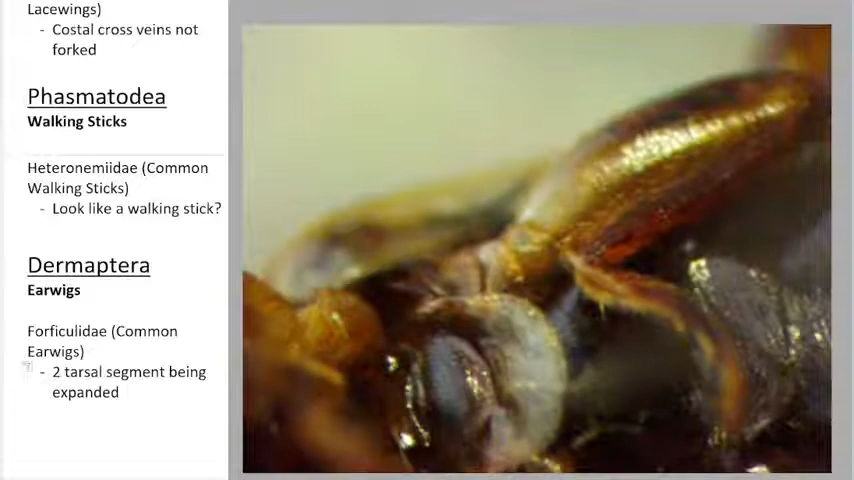 Lacewings)
- Costal cross veins not
forked
Phasmatodea
Walking Sticks
Heteronemiidae (Common
Walking Sticks)
- Look like a walking stick?
Dermaptera
Earwigs
Forficulidae (Common
Earwigs)
- 2 tarsal segment being
expanded